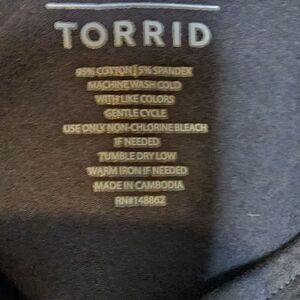 TORRID
95% COTTON | 5% SPANDEX
MACHINE WASH COLD
WITH LIKE COLORS
GENTLE CYCLE
USE ONLY NON-CHLORINE BLEACH
IF NEEDED
TUMBLE DRY LOW
WARM IRON IF NEEDED
MADE IN CAMBODIA
RN#148862